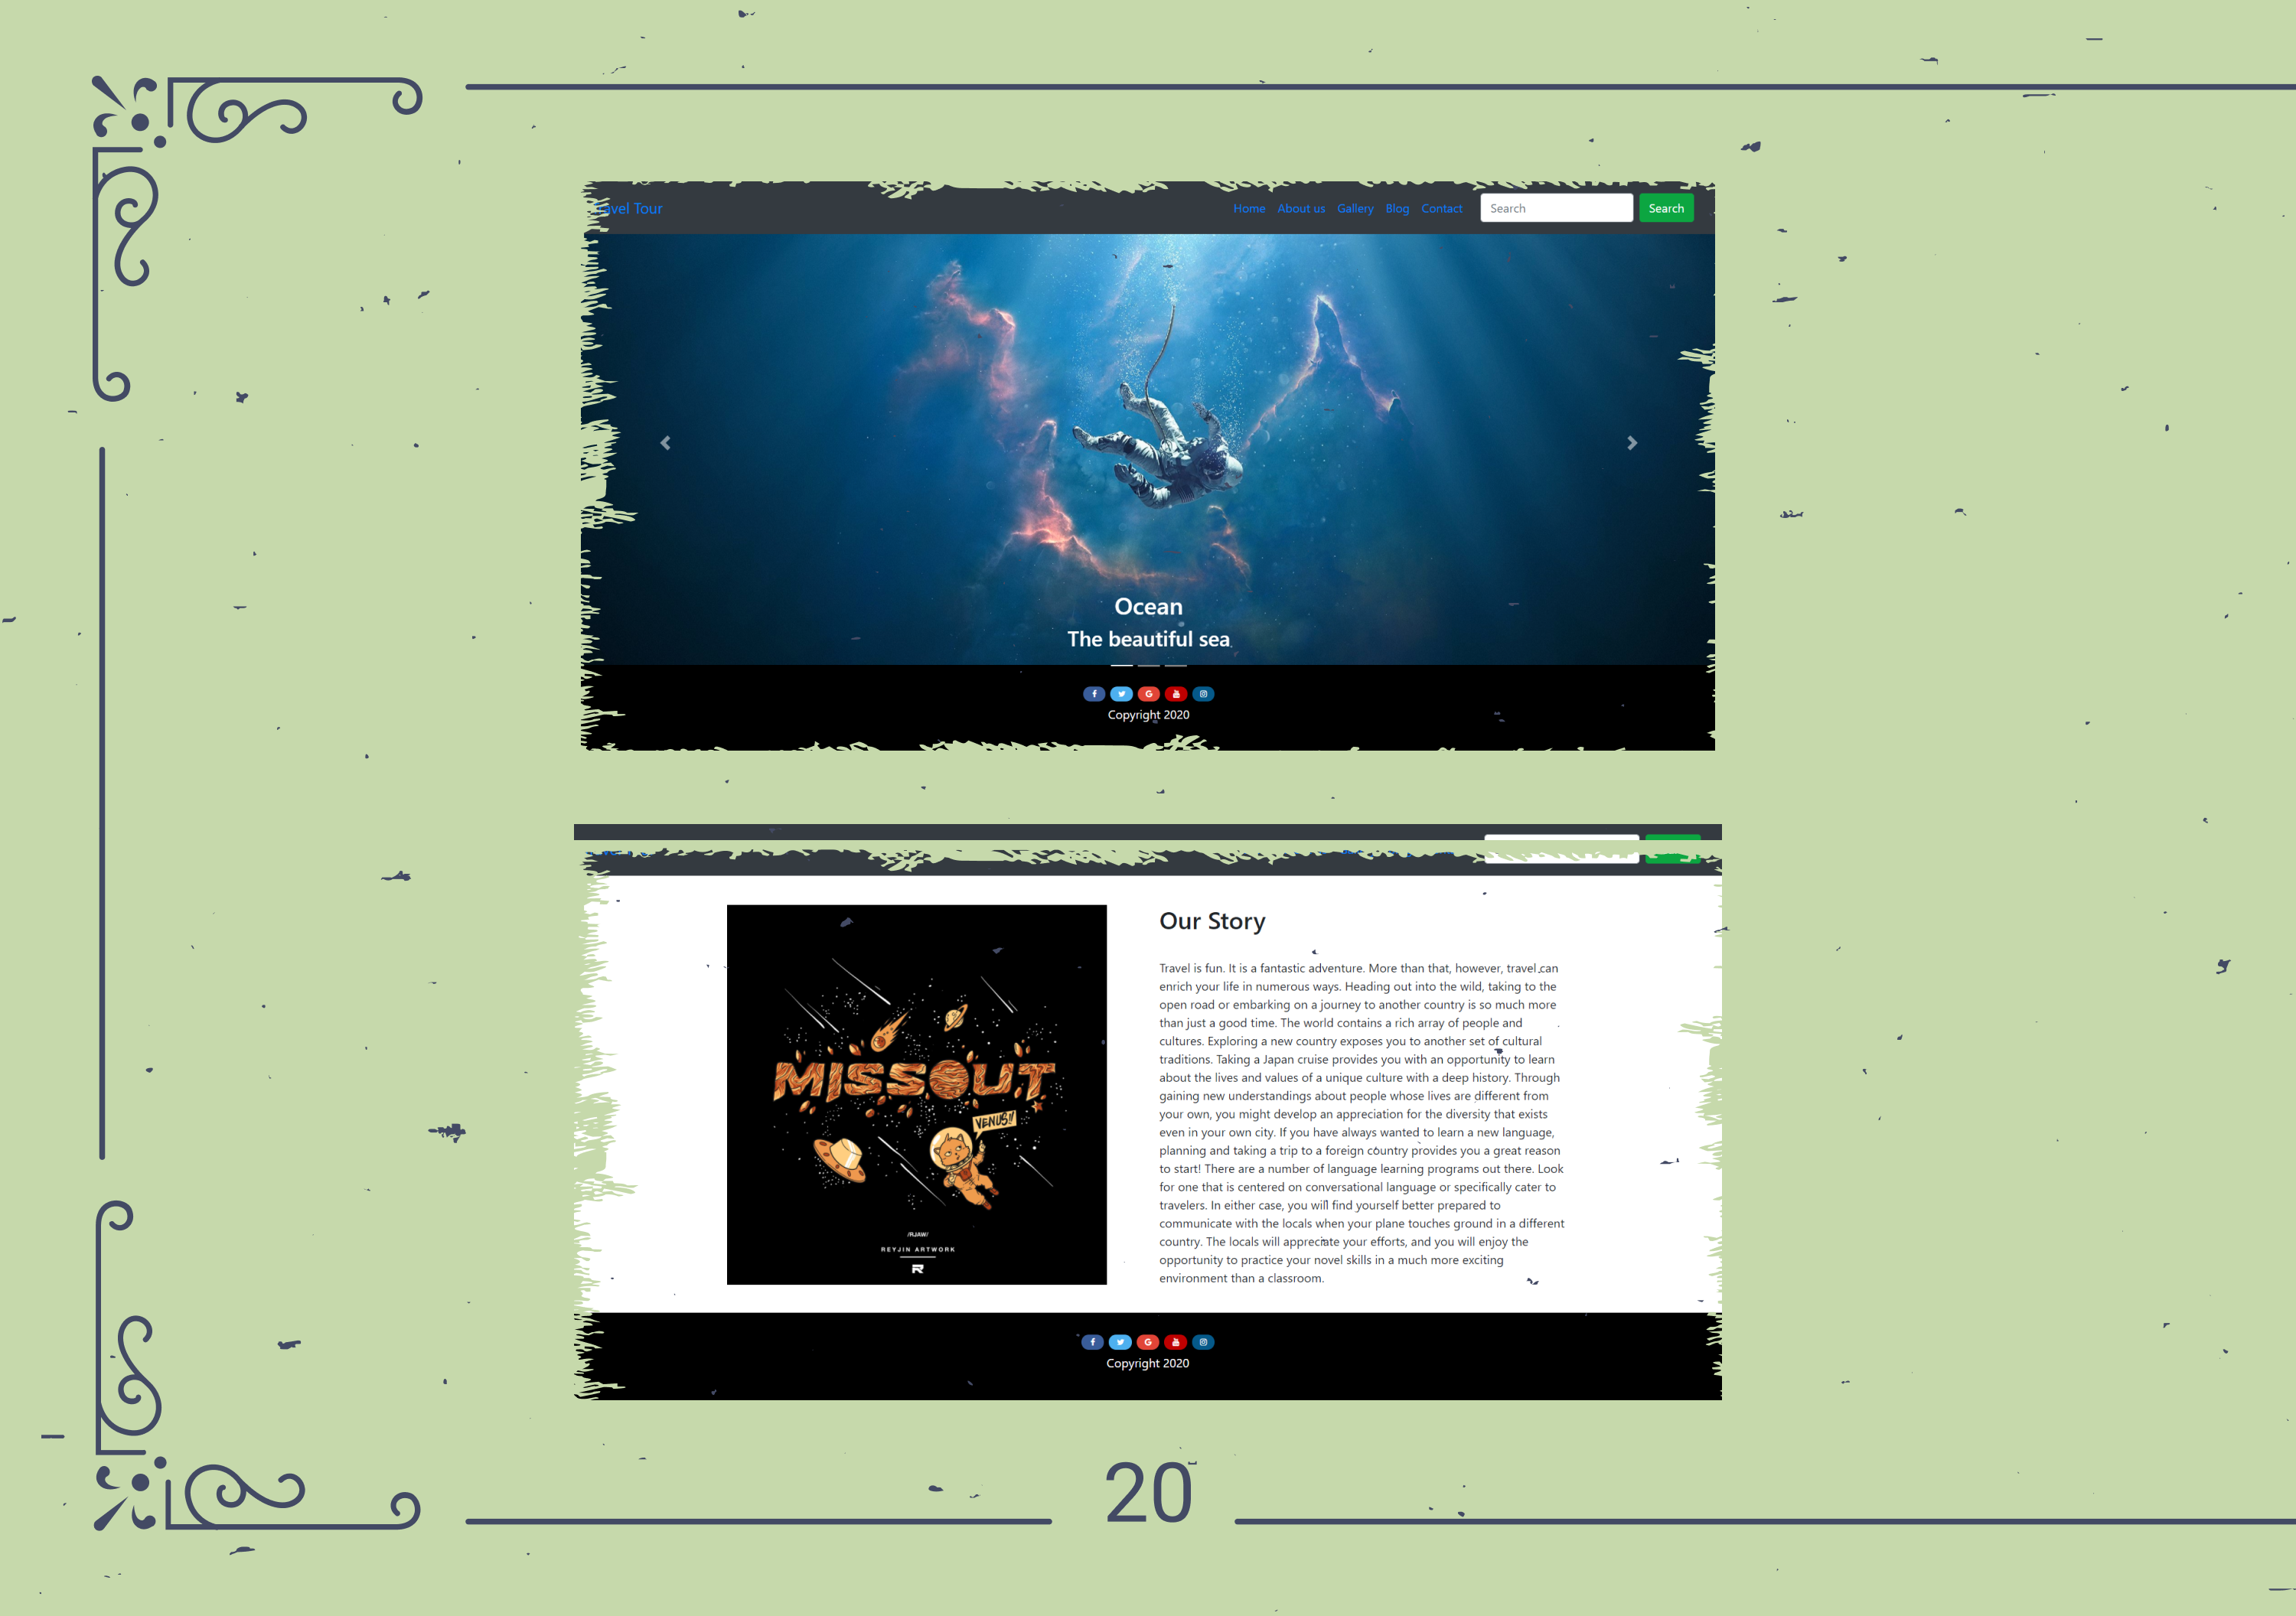 avel Tour
Home About us Gallery Blog Contact Search Search
Ocean
The beautiful sea
Copyright 2020
Our Story
Travel is fun. It is a fantastic adventure. More than that, however, travel can
enrich your life in numerous ways. Heading out into the wild, taking to the
open road or embarking on a journey to another country is so much more
than just a good time. The world contains a rich array of people and
cultures. Exploring a new country exposes you to another set of cultural
traditions. Taking a Japan cruise provides you with an opportunity to learn
about the lives and values of a unique culture with a deep history. Through
gaining new understandings about people whose lives are different from
your own, you might develop an appreciation for the diversity that exists
even in your own city. If you have always wanted to learn a new language,
planning and taking a trip to a foreign country provides you a great reason
to start! There are a number of language learning programs out there. Look
for one that is centered on conversational language or specifically cater to
travelers. In either case, you will find yourself better prepared to
communicate with the locals when your plane touches ground in a different
country. The locals will appreciate your efforts, and you will enjoy the
opportunity to practice your novel skills in a much more exciting
environment than a classroom.
MISSOUT
VENUS!!
/RJAW/
REYJIN ARTWORK
Copyright 2020
20